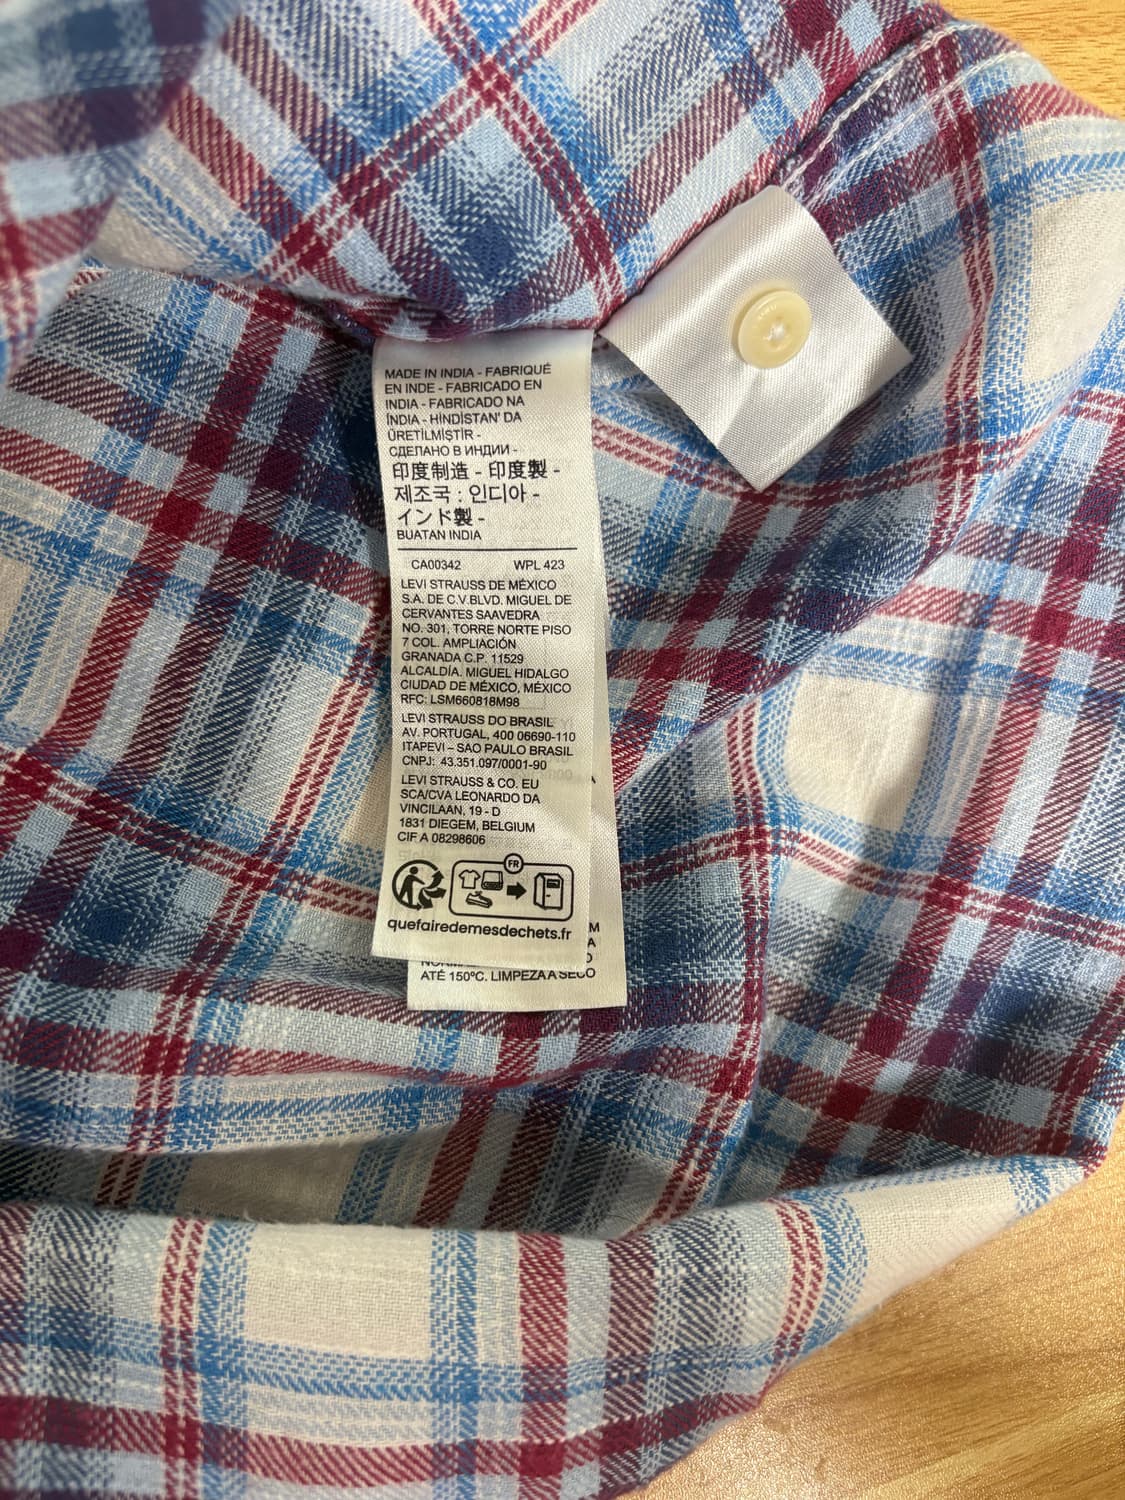 MADE IN INDIA - FABRIQUÉ
EN INDE - FABRICADO EN
INDIA - FABRICADO NA
ÍNDIA - HINDİSTAN' DA
ÜRETİLMİŞTİR -
СДЕЛАНО В ИНДИИ -
印度制造 - 印度製 -
제조국 : 인디아 -
インド製 -
BUATAN INDIA
CA00342 WPL 423
LEVI STRAUSS DE MÉXICO
S.A. DE C.V.BLVD. MIGUEL DE
CERVANTES SAAVEDRA
NO. 301, TORRE NORTE PISO
7 COL. AMPLIACIÓN
GRANADA C.P. 11529
ALCALDÍA. MIGUEL HIDALGO
CIUDAD DE MÉXICO, MÉXICO
RFC: LSM660818M98
LEVI STRAUSS DO BRASIL
AV. PORTUGAL, 400 06690-110
ITAPEVI – SAO PAULO BRASIL
CNPJ: 43.351.097/0001-90
LEVI STRAUSS & CO. EU
SCA/CVA LEONARDO DA
VINCILAAN, 19 - D
1831 DIEGEM, BELGIUM
CIF A 08298606
FR
quefairedemesdechets.fr
ATÉ 150°C. LIMPEZA A SECO